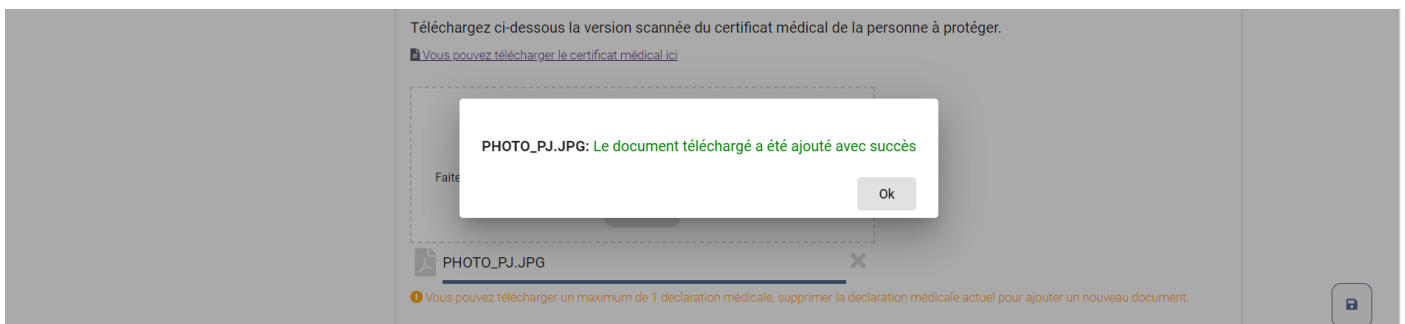 Téléchargez ci-dessous la version scannée du certificat médical de la personne à protéger.
Vous pouvez télécharger le certificat médical ici
PHOTO_PJ.JPG: Le document téléchargé a été ajouté avec succès
Faite
Ok
PHOTO_PJ.JPG
Vous pouvez télécharger un maximum de 1 declaration médicale, supprimer la declaration médicale actuel pour ajouter un nouveau document.